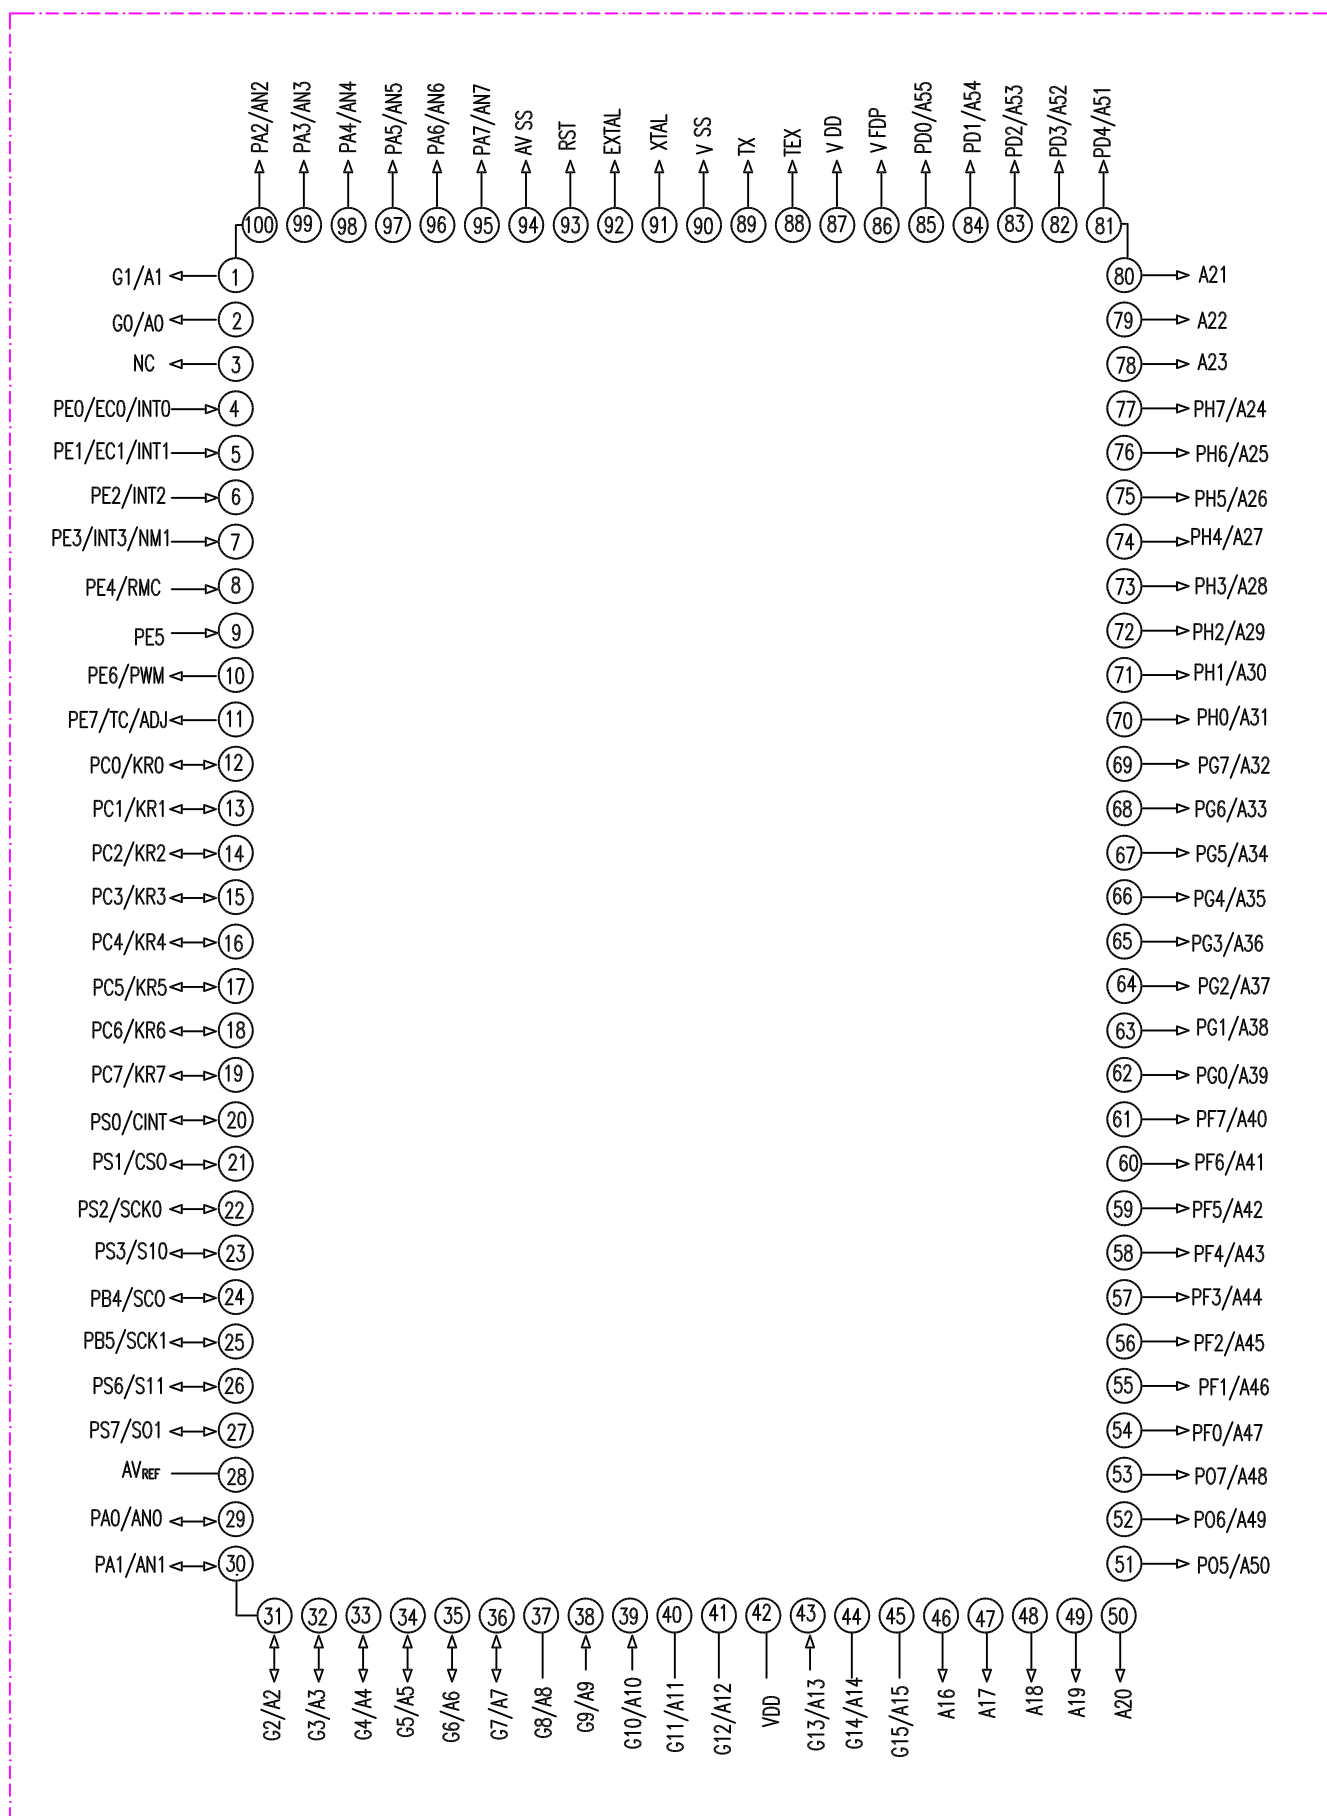 PA2/AN2 PA3/AN3 PA4/AN4 PA5/AN5 PA6/AN6 PA7/AN7 AV SS RST EXTAL XTAL V SS TX TEX V DD V FDP PD0/A55 PD1/A54 PD2/A53 PD3/A52 PD4/A51
100 99 98 97 96 95 94 93 92 91 90 89 88 87 86 85 84 83 82 81
G1/A1 1 80 A21
G0/A0 2 79 A22
NC 3 78 A23
PE0/EC0/INT0 4 77 PH7/A24
PE1/EC1/INT1 5 76 PH6/A25
PE2/INT2 6 75 PH5/A26
PE3/INT3/NM1 7 74 PH4/A27
PE4/RMC 8 73 PH3/A28
PE5 9 72 PH2/A29
PE6/PWM 10 71 PH1/A30
PE7/TC/ADJ 11 70 PH0/A31
PC0/KR0 12 69 PG7/A32
PC1/KR1 13 68 PG6/A33
PC2/KR2 14 67 PG5/A34
PC3/KR3 15 66 PG4/A35
PC4/KR4 16 65 PG3/A36
PC5/KR5 17 64 PG2/A37
PC6/KR6 18 63 PG1/A38
PC7/KR7 19 62 PG0/A39
PS0/CINT 20 61 PF7/A40
PS1/CS0 21 60 PF6/A41
PS2/SCK0 22 59 PF5/A42
PS3/S10 23 58 PF4/A43
PB4/SC0 24 57 PF3/A44
PB5/SCK1 25 56 PF2/A45
PS6/S11 26 55 PF1/A46
PS7/S01 27 54 PF0/A47
AVREF 28 53 P07/A48
PA0/AN0 29 52 P06/A49
PA1/AN1 30 51 P05/A50
31 32 33 34 35 36 37 38 39 40 41 42 43 44 45 46 47 48 49 50
G2/A2 G3/A3 G4/A4 G5/A5 G6/A6 G7/A7 G8/A8 G9/A9 G10/A10 G11/A11 G12/A12 VDD G13/A13 G14/A14 G15/A15 A16 A17 A18 A19 A20